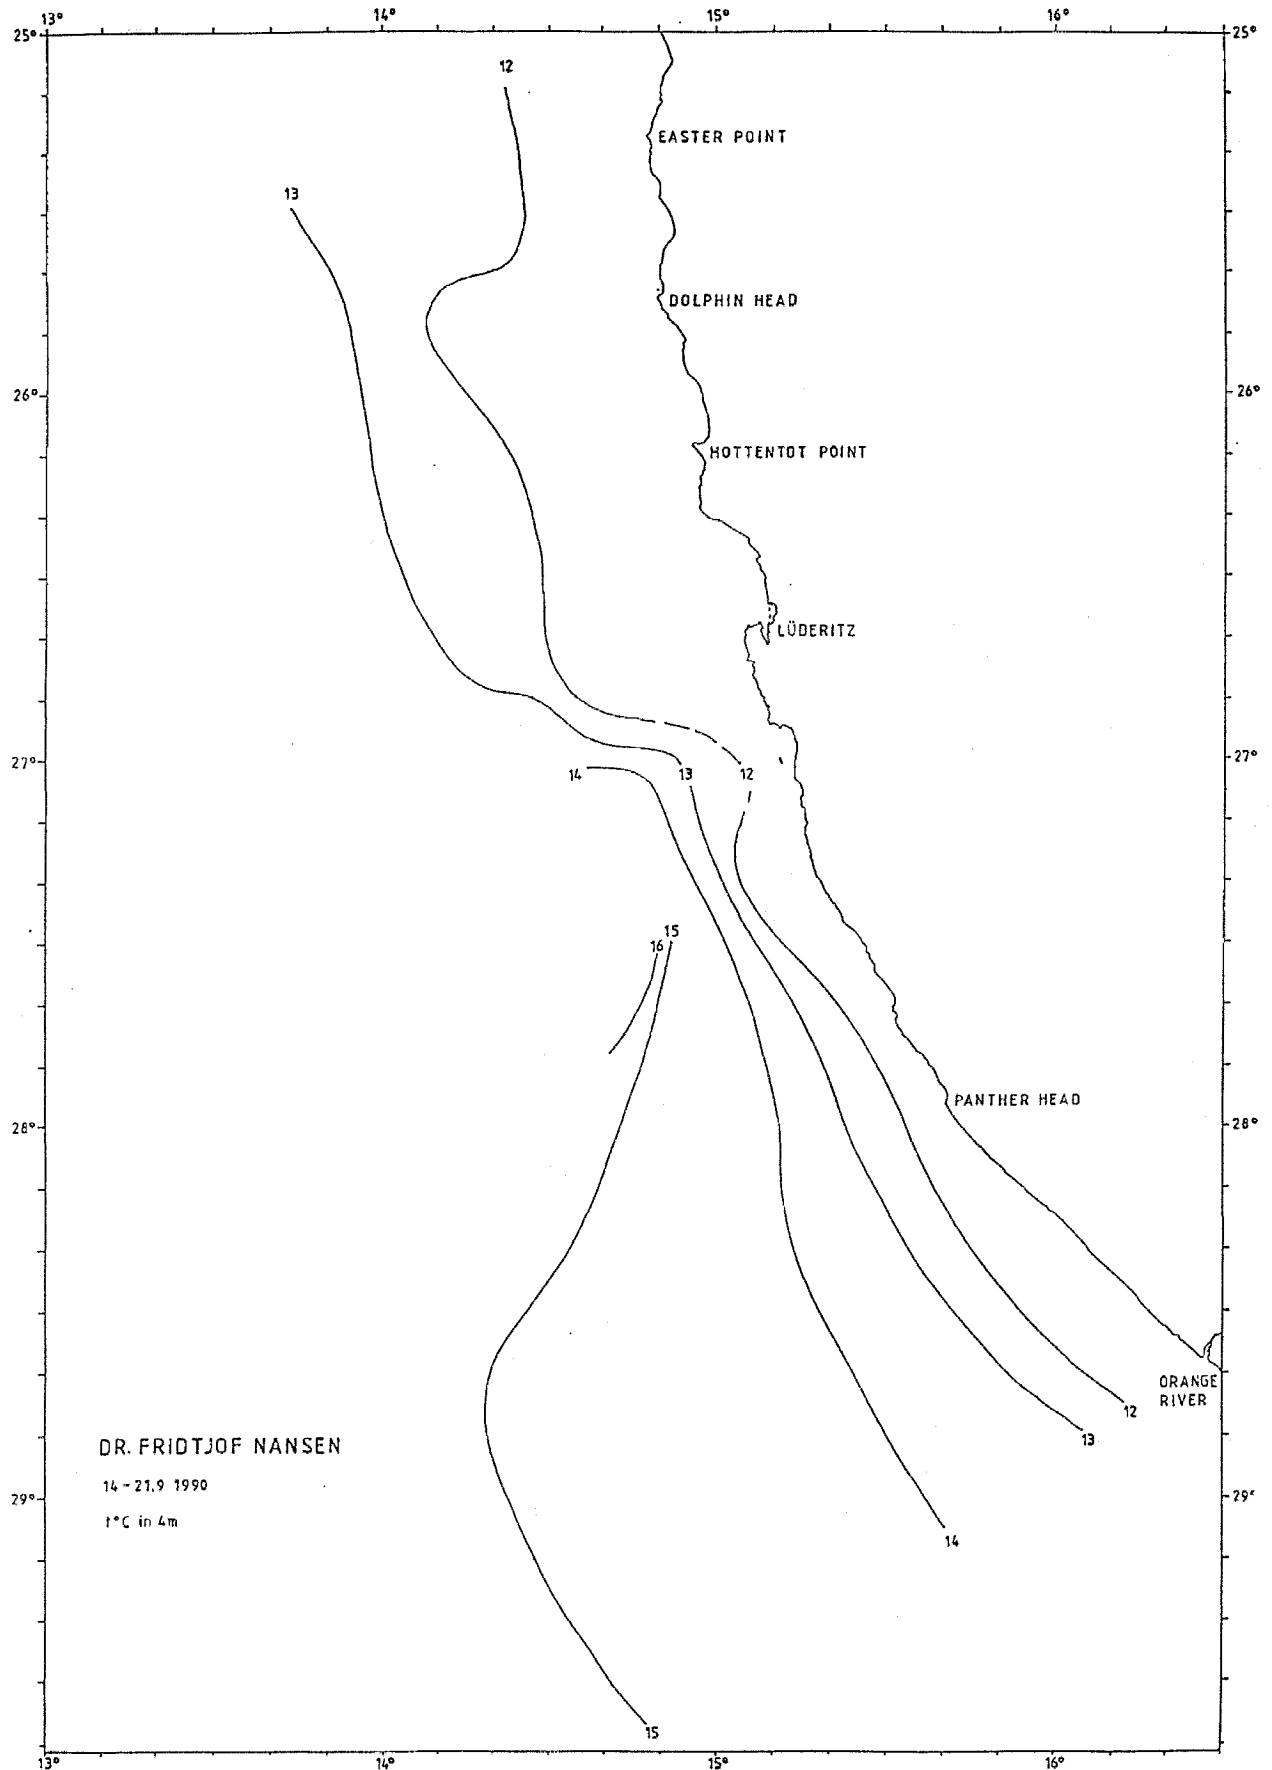 13° 14° 15° 16°
25° 25°
12
EASTER POINT
13
DOLPHIN HEAD
26° 26°
HOTTENTOT POINT
LÜDERITZ
27° 27°
14 13 12
15
16
PANTHER HEAD
28° 28°
ORANGE
RIVER
12
13
DR. FRIDTJOF NANSEN
14-21.9 1990
29° 29°
t°C in 4m
14
15
13° 14° 15° 16°